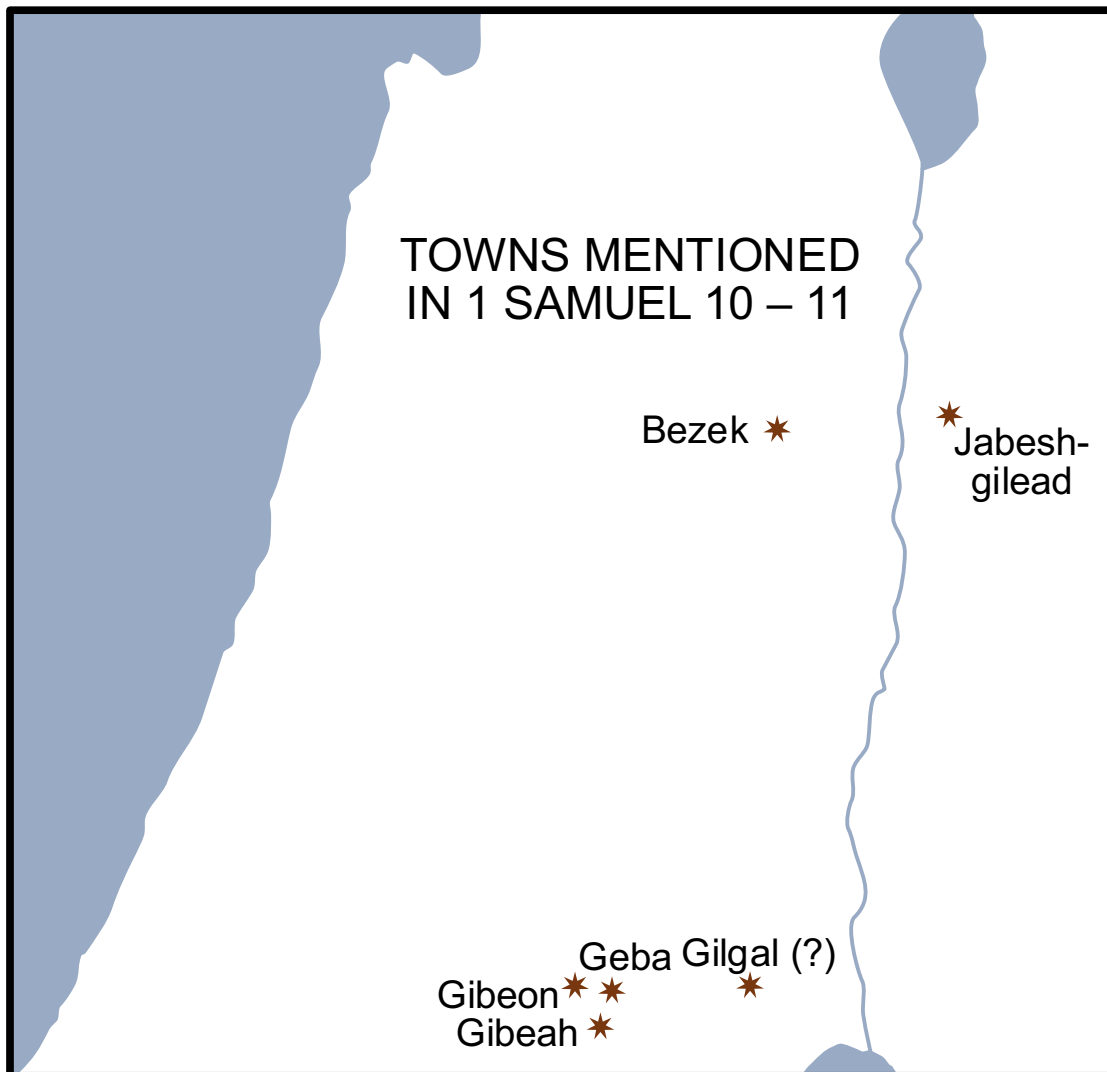 TOWNS MENTIONED
IN 1 SAMUEL 10 – 11
Bezek
Jabesh-
gilead
Geba
Gilgal (?)
Gibeon
Gibeah